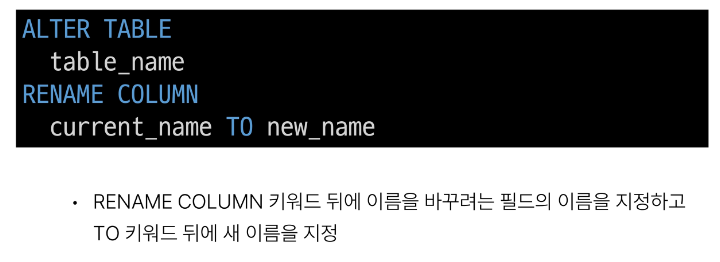 ALTER TABLE
table_name
RENAME COLUMN
current_name TO new_name
• RENAME COLUMN 키워드 뒤에 이름을 바꾸려는 필드의 이름을 지정하고
TO 키워드 뒤에 새 이름을 지정